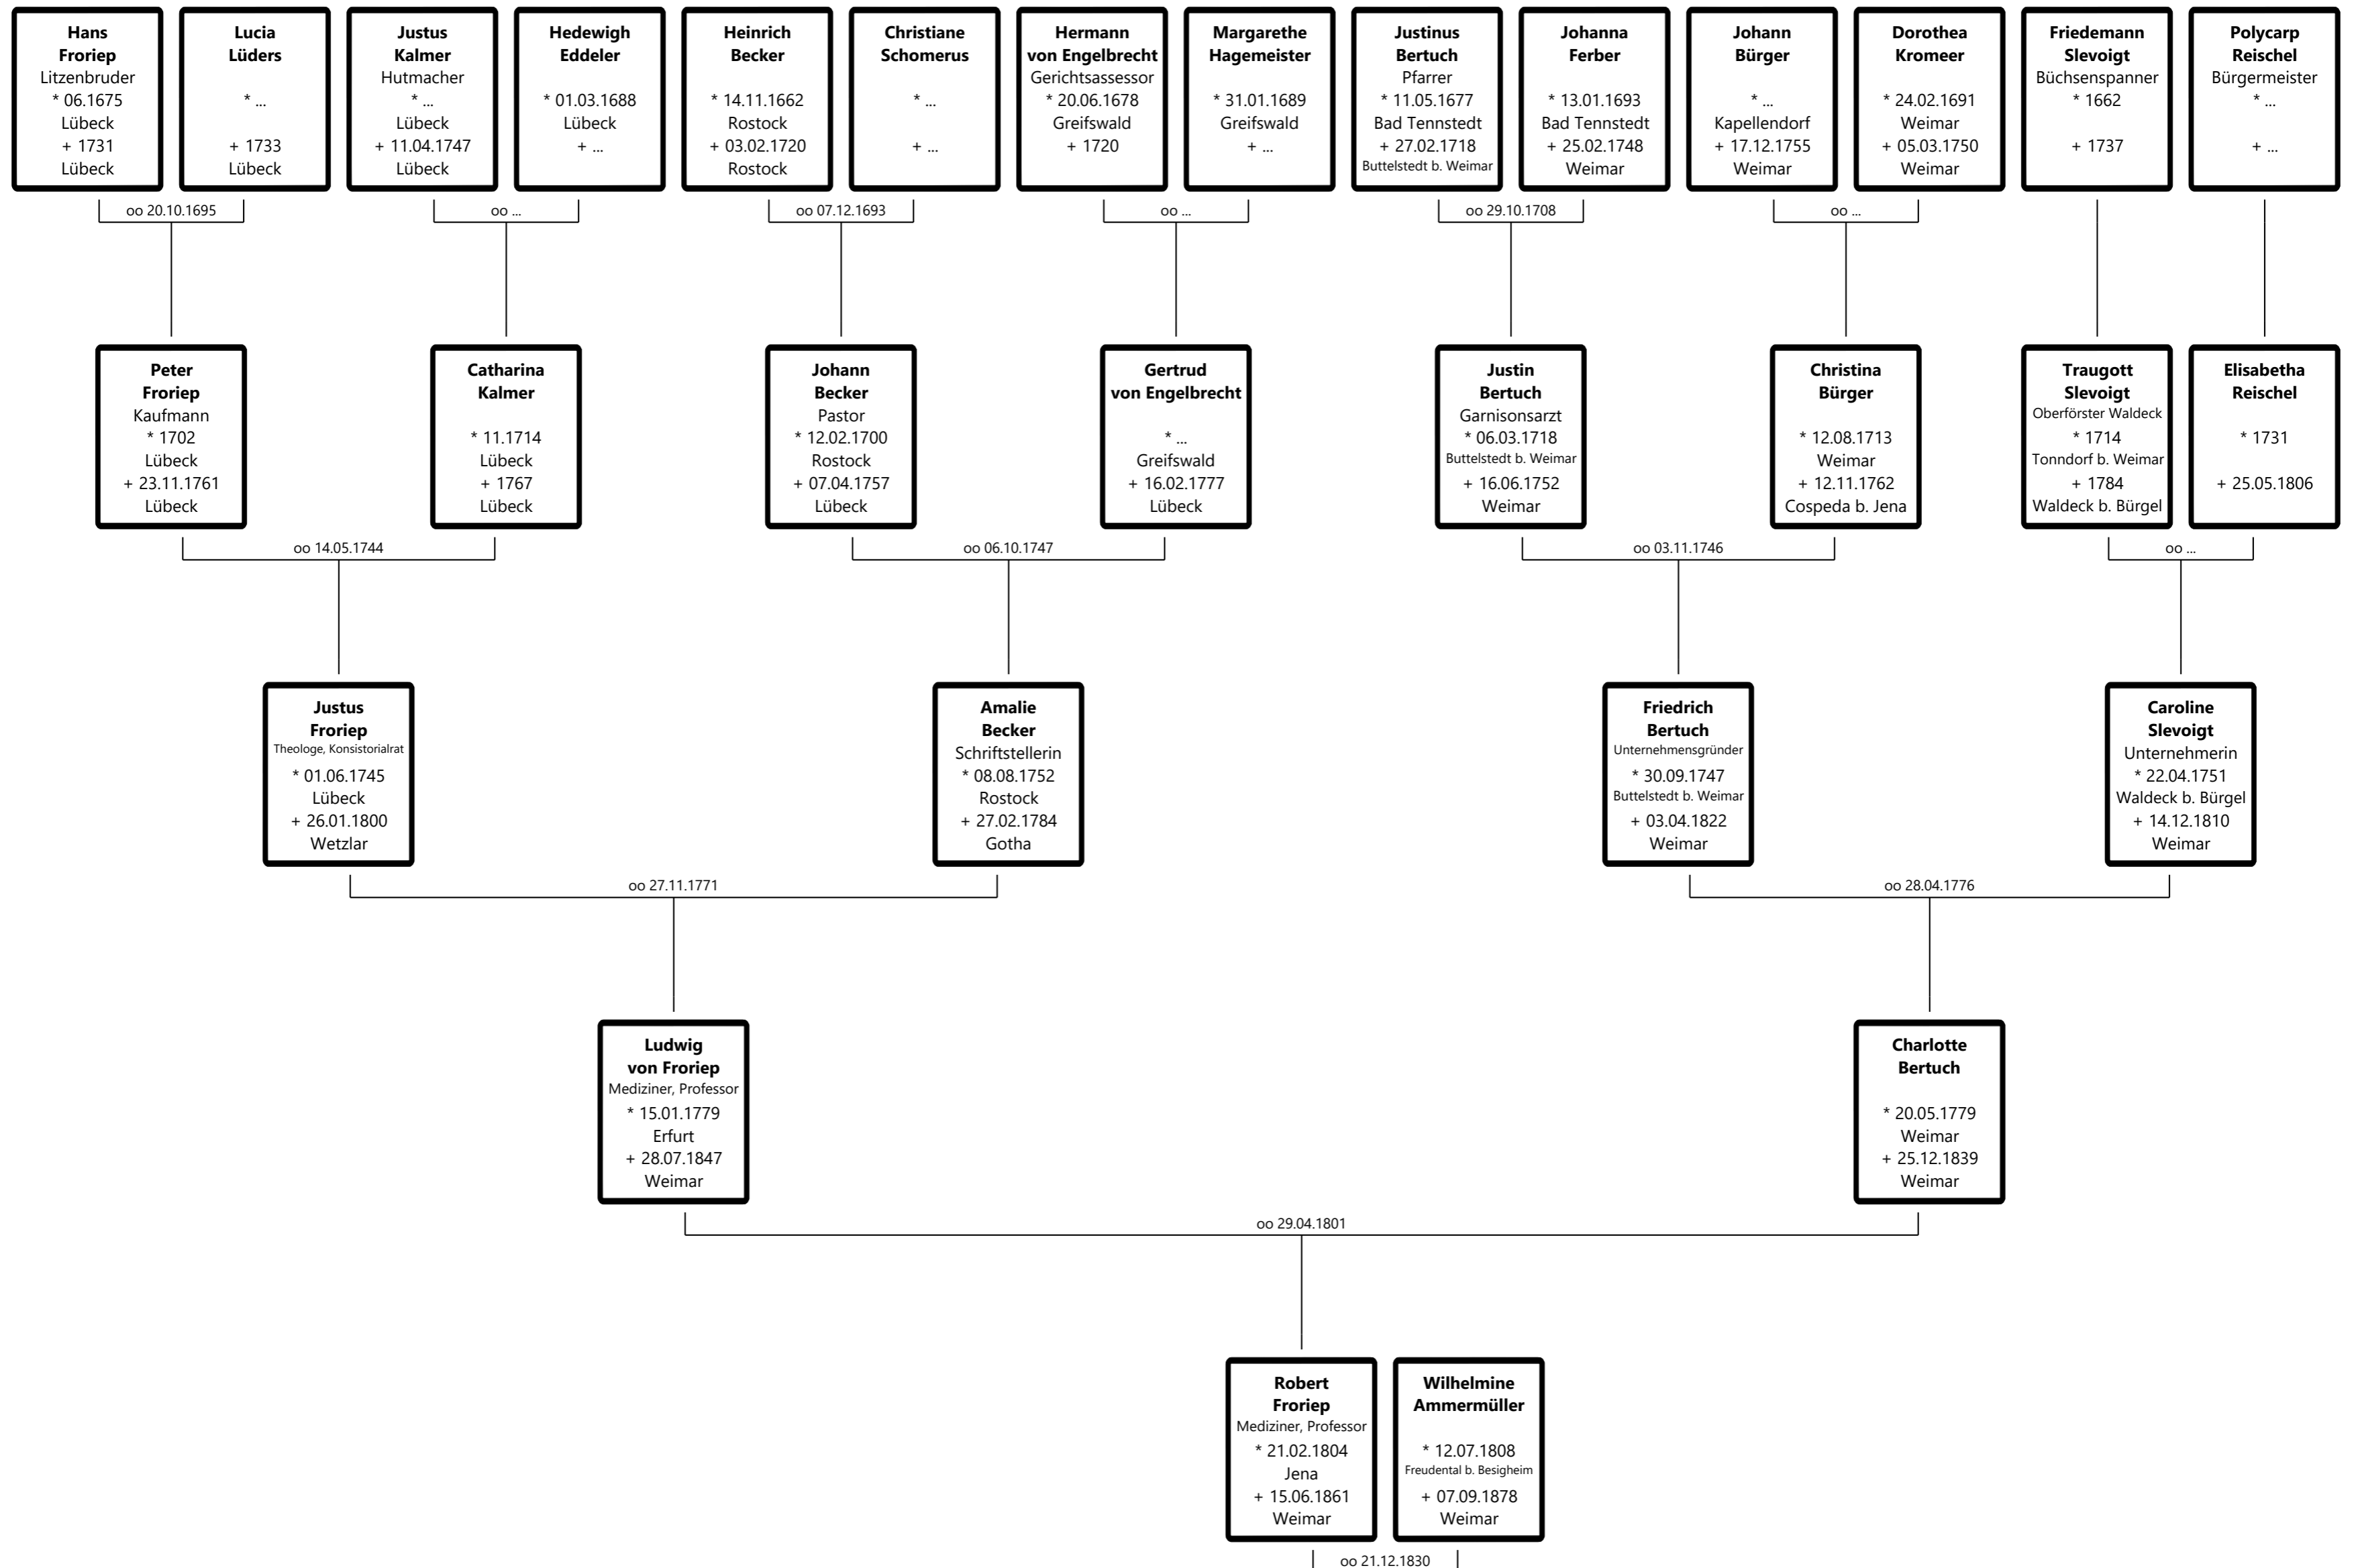 Hans
Froriep
Litzenbruder
* 06.1675
Lübeck
+ 1731
Lübeck
Lucia
Lüders
* ...
+ 1733
Lübeck
Justus
Kalmer
Hutmacher
* ...
Lübeck
+ 11.04.1747
Lübeck
Hedewigh
Eddeler
* 01.03.1688
Lübeck
+ ...
Heinrich
Becker
* 14.11.1662
Rostock
+ 03.02.1720
Rostock
Christiane
Schomerus
* ...
+ ...
Hermann
von Engelbrecht
Gerichtsassessor
* 20.06.1678
Greifswald
+ 1720
Margarethe
Hagemeister
* 31.01.1689
Greifswald
+ ...
Justinus
Bertuch
Pfarrer
* 11.05.1677
Bad Tennstedt
+ 27.02.1718
Buttelstedt b. Weimar
Johanna
Ferber
* 13.01.1693
Bad Tennstedt
+ 25.02.1748
Weimar
Johann
Bürger
* ...
Kapellendorf
+ 17.12.1755
Weimar
Dorothea
Kromeer
* 24.02.1691
Weimar
+ 05.03.1750
Weimar
Friedemann
Slevoigt
Büchsenspanner
* 1662
+ 1737
Polycarp
Reischel
Bürgermeister
* ...
+ ...
oo 20.10.1695
oo ...
oo 07.12.1693
oo ...
oo 29.10.1708
oo ...
Peter
Froriep
Kaufmann
* 1702
Lübeck
+ 23.11.1761
Lübeck
Catharina
Kalmer
* 11.1714
Lübeck
+ 1767
Lübeck
Johann
Becker
Pastor
* 12.02.1700
Rostock
+ 07.04.1757
Lübeck
Gertrud
von Engelbrecht
* ...
Greifswald
+ 16.02.1777
Lübeck
Justin
Bertuch
Garnisonsarzt
* 06.03.1718
Buttelstedt b. Weimar
+ 16.06.1752
Weimar
Christina
Bürger
* 12.08.1713
Weimar
+ 12.11.1762
Cospeda b. Jena
Traugott
Slevoigt
Oberförster Waldeck
* 1714
Tonndorf b. Weimar
+ 1784
Waldeck b. Bürgel
Elisabetha
Reischel
* 1731
+ 25.05.1806
oo 14.05.1744
oo 06.10.1747
oo 03.11.1746
oo ...
Justus
Froriep
Theologe, Konsistorialrat
* 01.06.1745
Lübeck
+ 26.01.1800
Wetzlar
Amalie
Becker
Schriftstellerin
* 08.08.1752
Rostock
+ 27.02.1784
Gotha
Friedrich
Bertuch
Unternehmensgründer
* 30.09.1747
Buttelstedt b. Weimar
+ 03.04.1822
Weimar
Caroline
Slevoigt
Unternehmerin
* 22.04.1751
Waldeck b. Bürgel
+ 14.12.1810
Weimar
oo 27.11.1771
oo 28.04.1776
Ludwig
von Froriep
Mediziner, Professor
* 15.01.1779
Erfurt
+ 28.07.1847
Weimar
Charlotte
Bertuch
* 20.05.1779
Weimar
+ 25.12.1839
Weimar
oo 29.04.1801
Robert
Froriep
Mediziner, Professor
* 21.02.1804
Jena
+ 15.06.1861
Weimar
Wilhelmine
Ammermüller
* 12.07.1808
Freudental b. Besigheim
+ 07.09.1878
Weimar
oo 21.12.1830